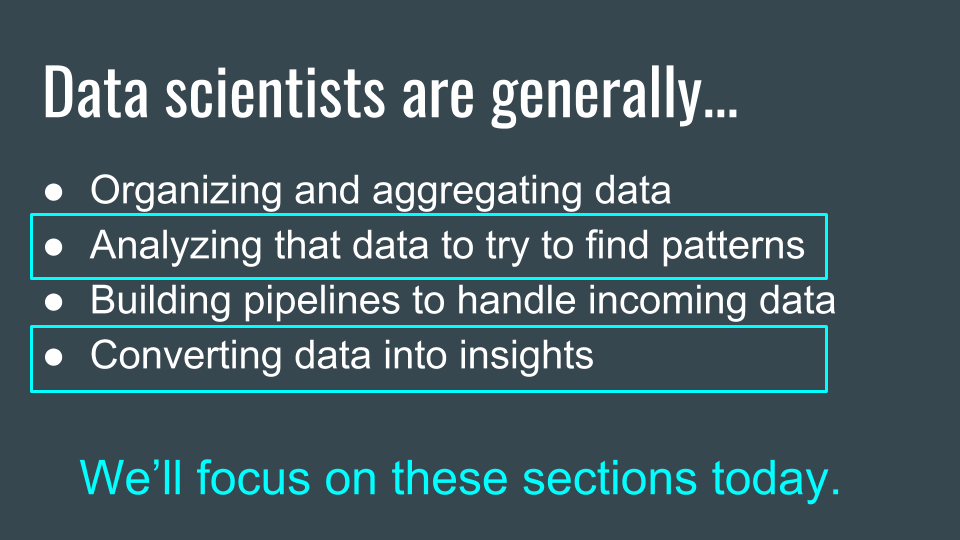 Data scientists are generally...
● Organizing and aggregating data
● Analyzing that data to try to find patterns
● Building pipelines to handle incoming data
● Converting data into insights
We’ll focus on these sections today.